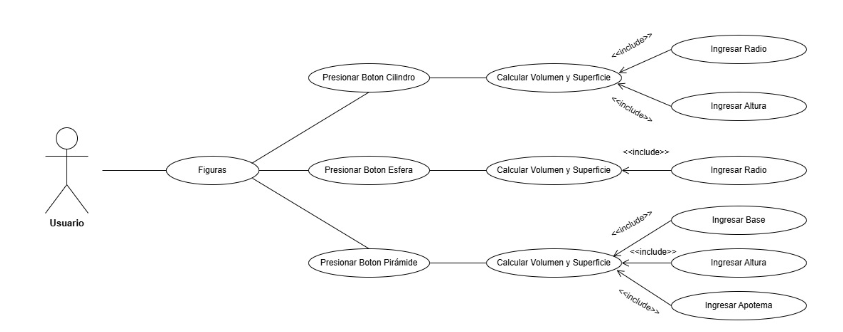 <<include>>
Ingresar Radio
Presionar Boton Cilindro
Calcular Volumen y Superficie
<<include>>
Ingresar Altura
Usuario
Figuras
Presionar Boton Esfera
Calcular Volumen y Superficie
<<include>>
Ingresar Radio
<<include>>
Ingresar Base
Presionar Boton Pirámide
Calcular Volumen y Superficie
<<include>>
Ingresar Altura
<<include>>
Ingresar Apotema